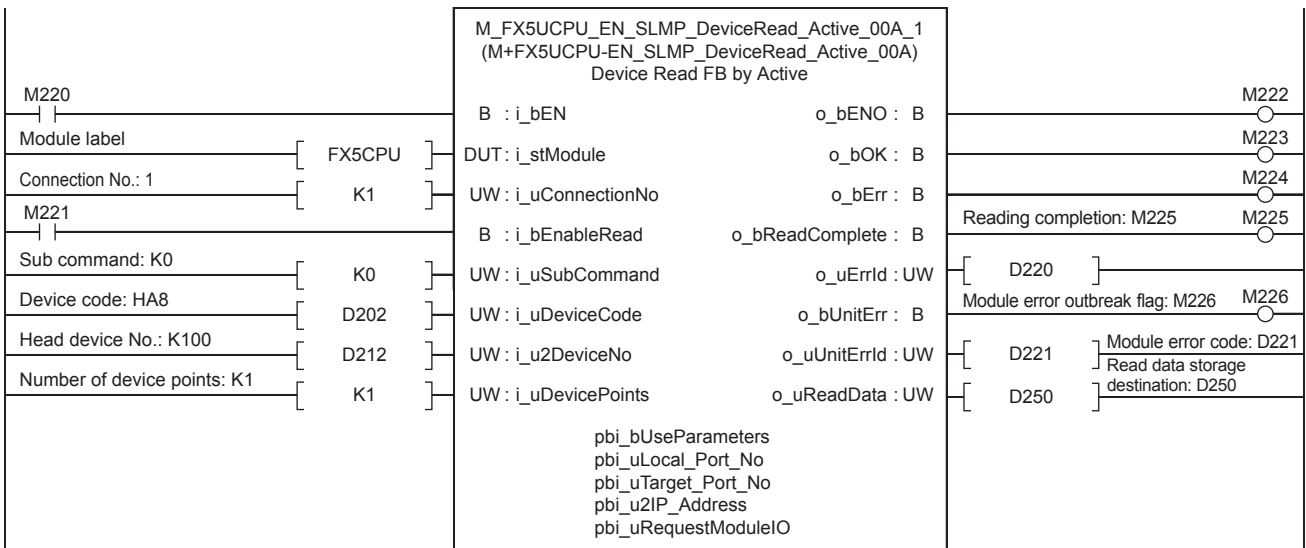 M_FX5UCPU_EN_SLMP_DeviceRead_Active_00A_1
(M+FX5UCPU-EN_SLMP_DeviceRead_Active_00A)
Device Read FB by Active
M220 B : i_bEN o_bENO : B M222
Module label FX5CPU DUT : i_stModule o_bOK : B M223
Connection No.: 1 K1 UW : i_uConnectionNo o_bErr : B M224
M221 B : i_bEnableRead o_bReadComplete : B Reading completion: M225 M225
Sub command: K0 K0 UW : i_uSubCommand o_uErrId : UW D220
Device code: HA8 D202 UW : i_uDeviceCode o_bUnitErr : B Module error outbreak flag: M226 M226
Head device No.: K100 D212 UW : i_u2DeviceNo o_uUnitErrId : UW D221 Module error code: D221
Number of device points: K1 K1 UW : i_uDevicePoints o_uReadData : UW D250 Read data storage
destination: D250
pbi_bUseParameters
pbi_uLocal_Port_No
pbi_uTarget_Port_No
pbi_u2IP_Address
pbi_uRequestModuleIO